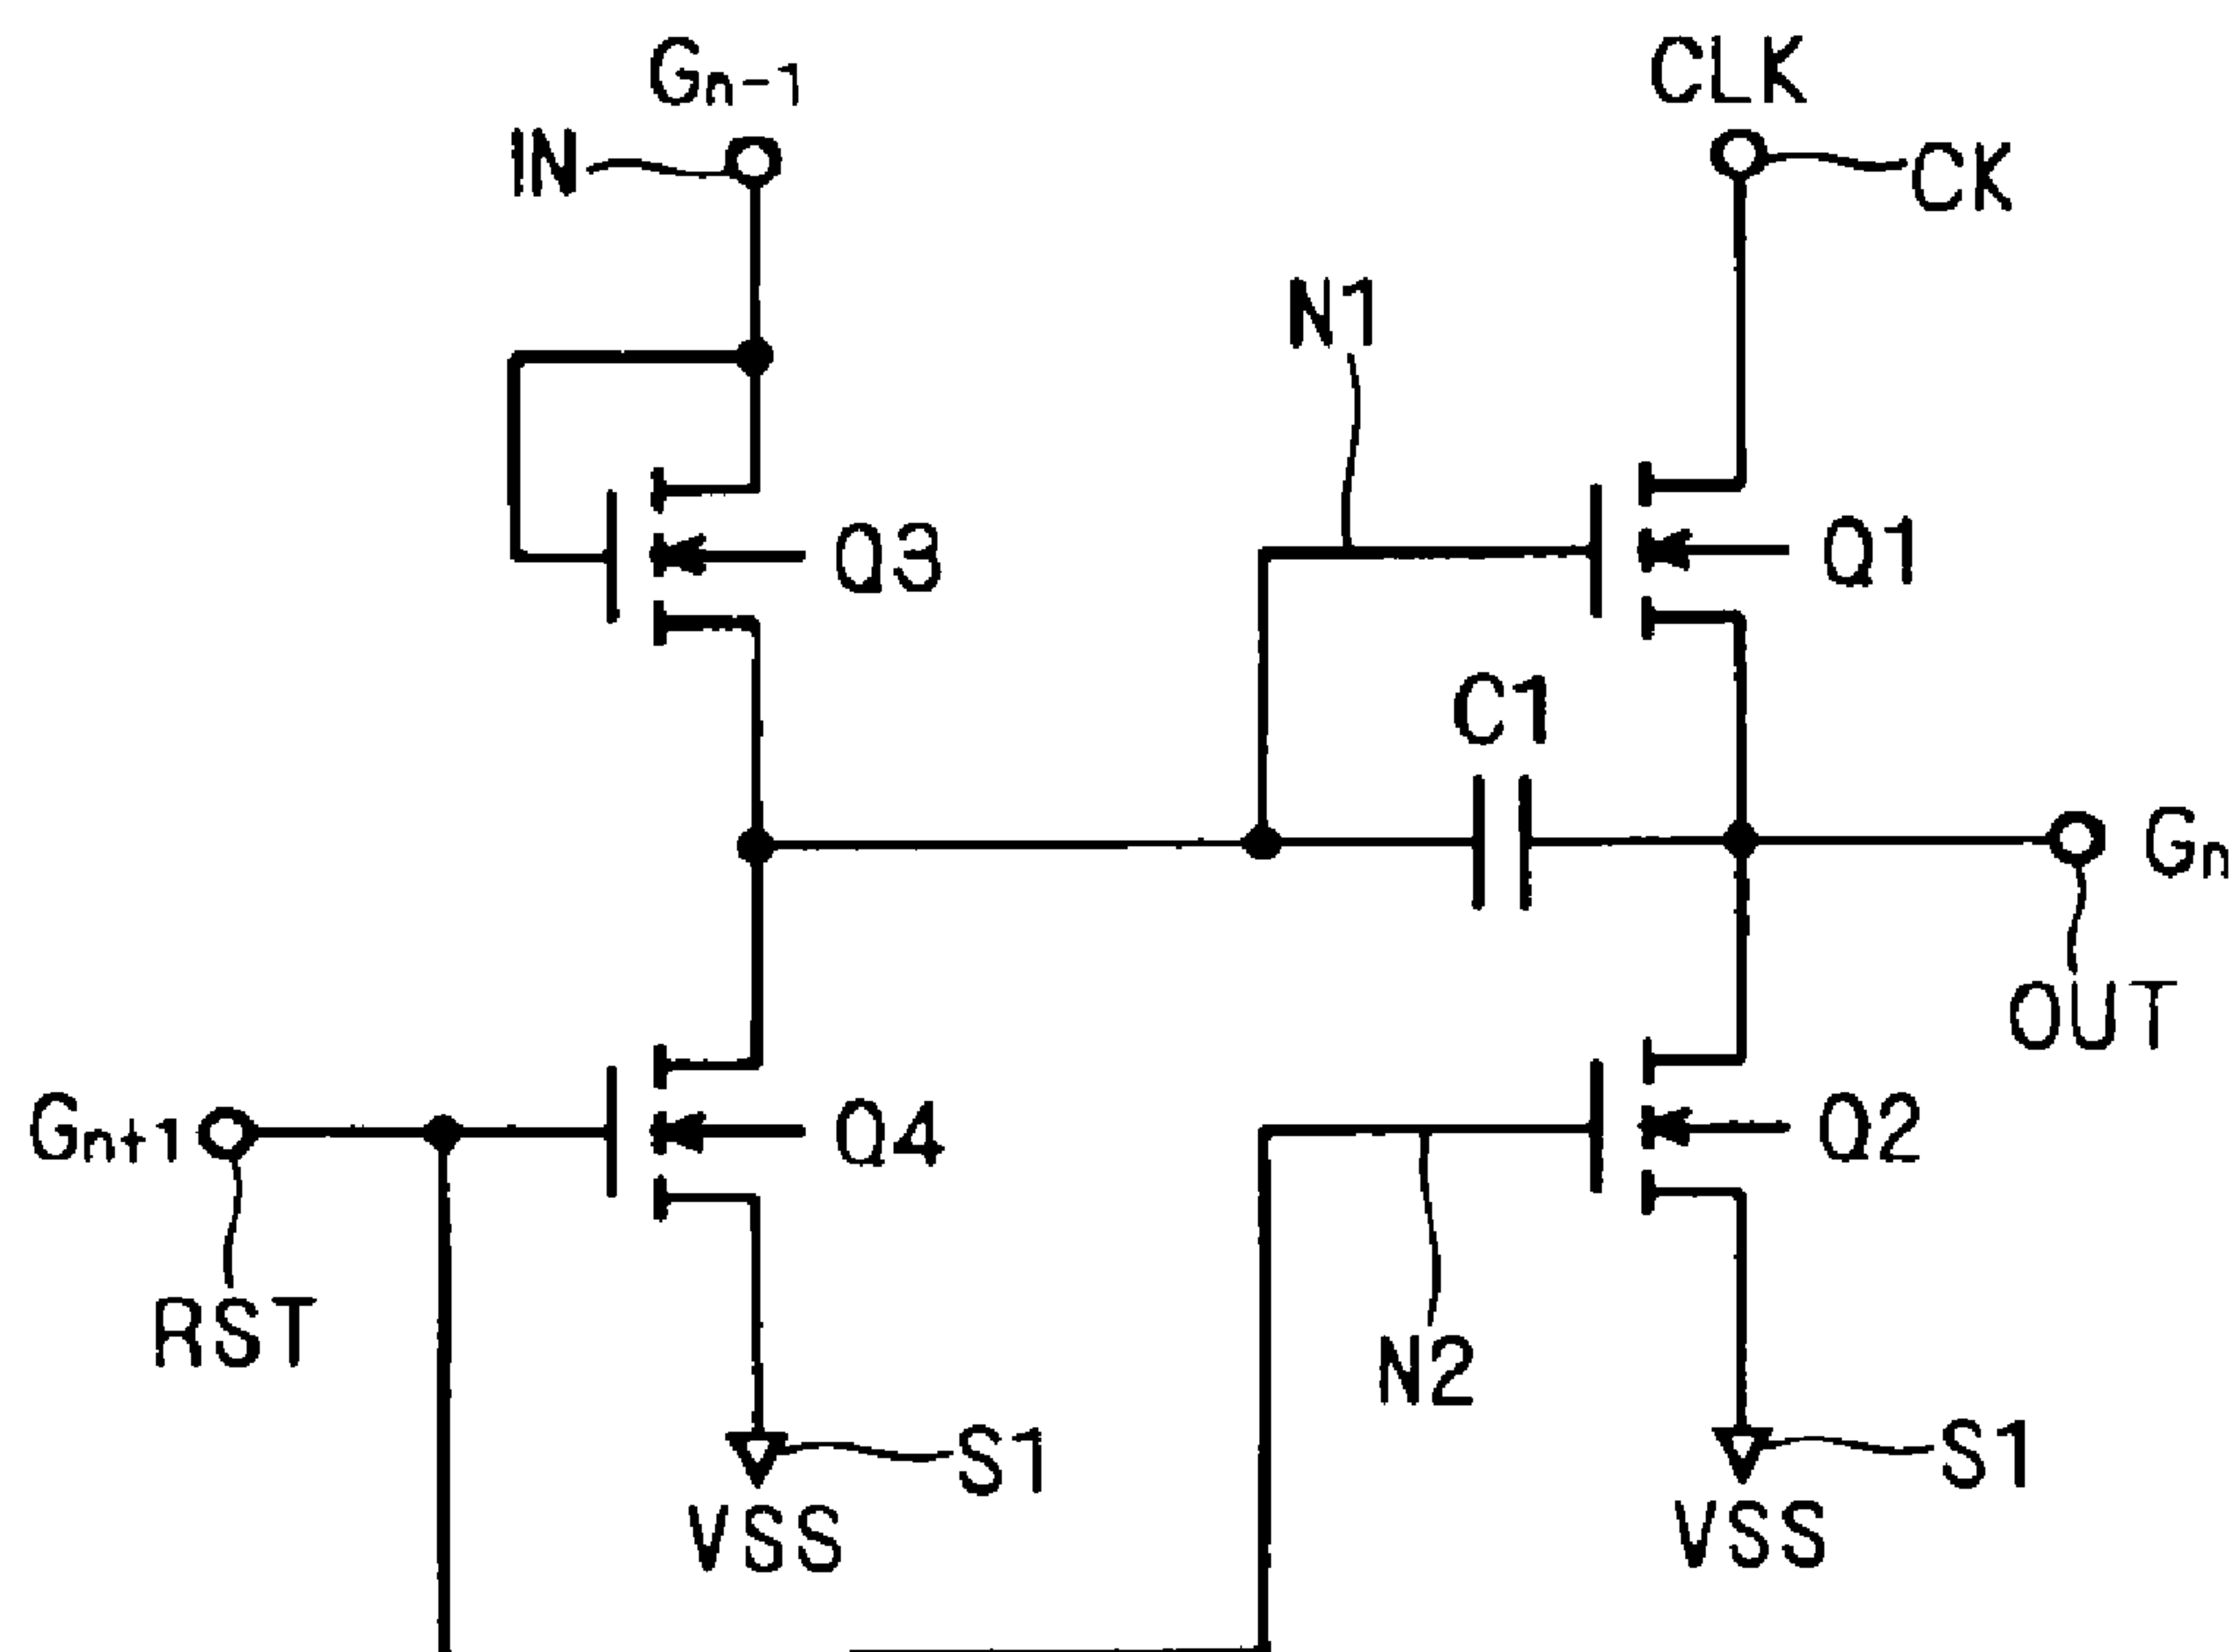 Gn-1
CLK
IN
CK
N1
Q3
Q1
C1
Gn
OUT
Gn+1
Q4
Q2
RST
N2
S1
S1
VSS
VSS